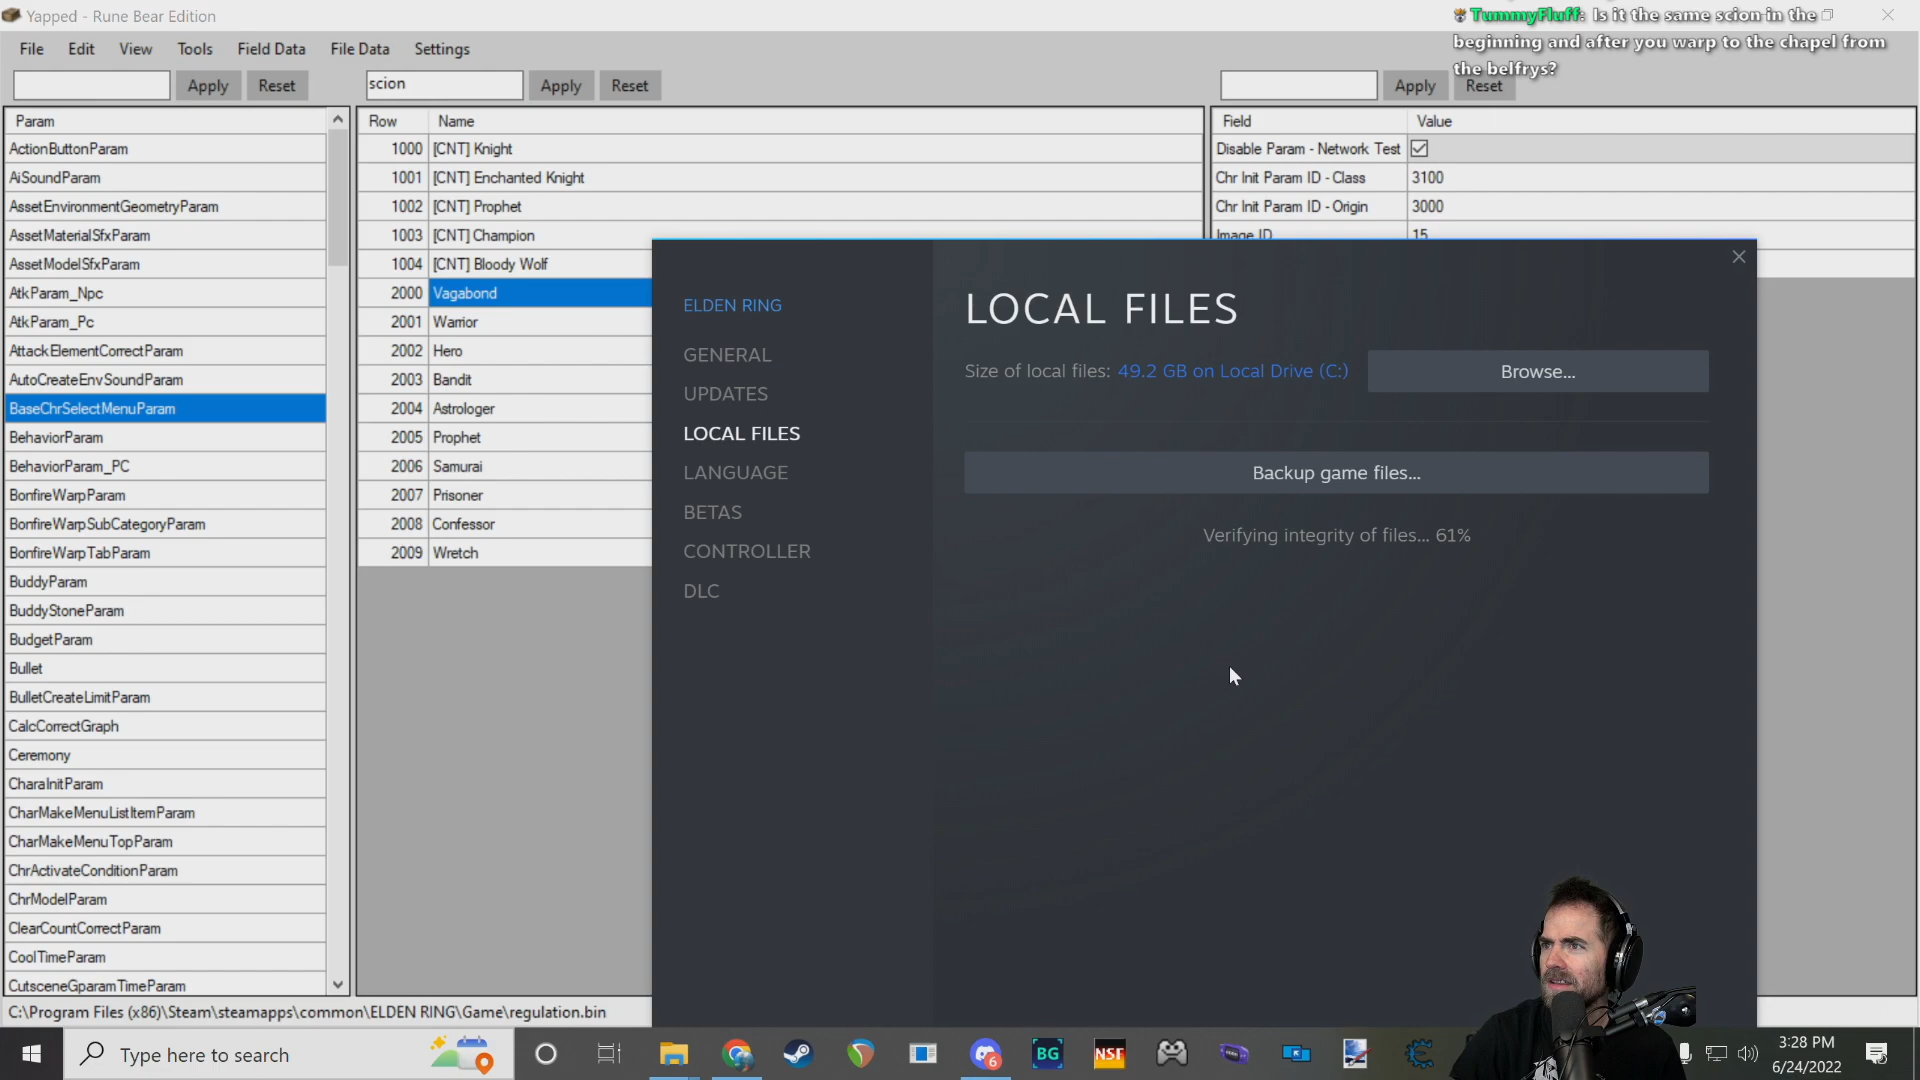 Yapped - Rune Bear Edition
TummyFluff: Is it the same scion in the
beginning and after you warp to the chapel from
the belfrys?
File Edit View Tools Field Data File Data Settings
Apply Reset scion Apply Reset Apply Reset
Param
ActionButtonParam
AiSoundParam
AssetEnvironmentGeometryParam
AssetMaterialSfxParam
AssetModelSfxParam
AtkParam_Npc
AtkParam_Pc
AttackElementCorrectParam
AutoCreateEnvSoundParam
BaseChrSelectMenuParam
BehaviorParam
BehaviorParam_PC
BonfireWarpParam
BonfireWarpSubCategoryParam
BonfireWarpTabParam
BuddyParam
BuddyStoneParam
BudgetParam
Bullet
BulletCreateLimitParam
CalcCorrectGraph
Ceremony
CharaInitParam
CharMakeMenuListItemParam
CharMakeMenuTopParam
ChrActivateConditionParam
ChrModelParam
ClearCountCorrectParam
CoolTimeParam
CutsceneGparamTimeParam
Row Name
1000 [CNT] Knight
1001 [CNT] Enchanted Knight
1002 [CNT] Prophet
1003 [CNT] Champion
1004 [CNT] Bloody Wolf
2000 Vagabond
2001 Warrior
2002 Hero
2003 Bandit
2004 Astrologer
2005 Prophet
2006 Samurai
2007 Prisoner
2008 Confessor
2009 Wretch
Field Value
Disable Param - Network Test
Chr Init Param ID - Class 3100
Chr Init Param ID - Origin 3000
Image ID 15
ELDEN RING
GENERAL
UPDATES
LOCAL FILES
LANGUAGE
BETAS
CONTROLLER
DLC
LOCAL FILES
Size of local files: 49.2 GB on Local Drive (C:) Browse...
Backup game files...
Verifying integrity of files... 61%
C:\Program Files (x86)\Steam\steamapps\common\ELDEN RING\Game\regulation.bin
Type here to search
6
BG
NSF
3:28 PM
6/24/2022